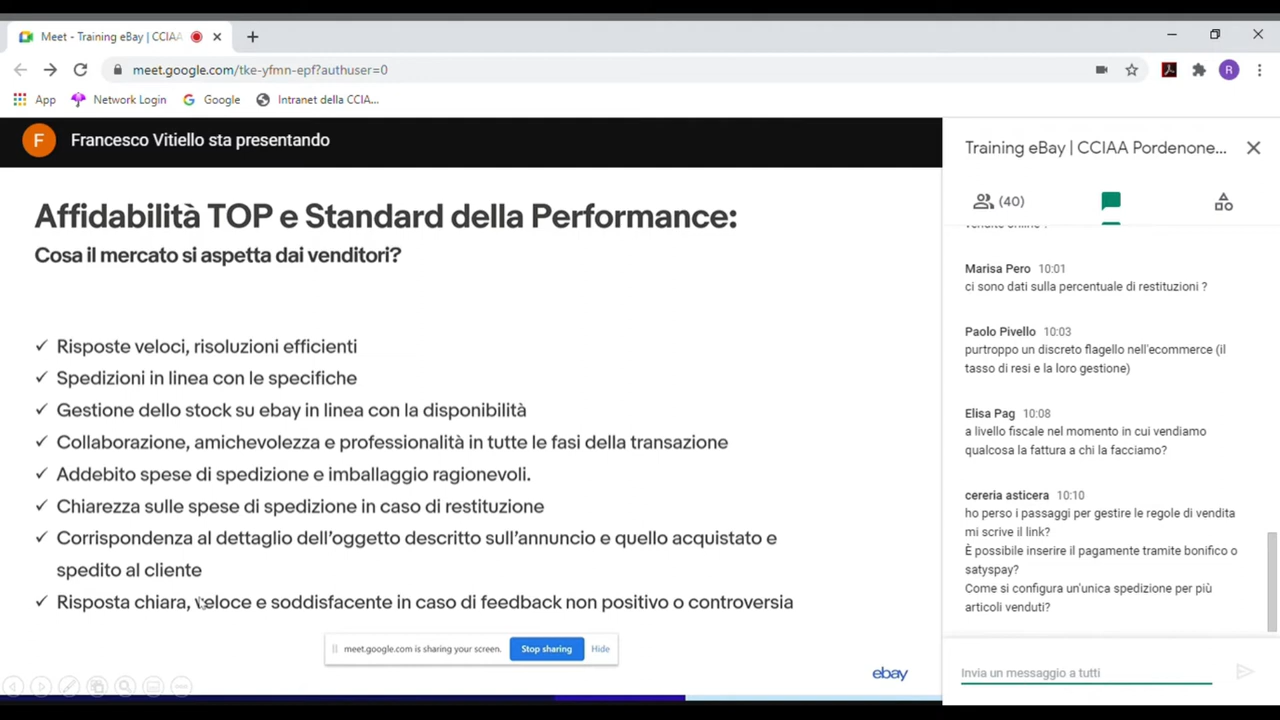 Meet - Training eBay | CCIAA
meet.google.com/tke-yfmn-epf?authuser=0
R
App
Network Login
Google
Intranet della CCIA...
F
Francesco Vitiello sta presentando
Affidabilità TOP e Standard della Performance:
Cosa il mercato si aspetta dai venditori?
Risposte veloci, risoluzioni efficienti
Spedizioni in linea con le specifiche
Gestione dello stock su ebay in linea con la disponibilità
Collaborazione, amichevolezza e professionalità in tutte le fasi della transazione
Addebito spese di spedizione e imballaggio ragionevoli.
Chiarezza sulle spese di spedizione in caso di restituzione
Corrispondenza al dettaglio dell'oggetto descritto sull'annuncio e quello acquistato e
spedito al cliente
Risposta chiara, veloce e soddisfacente in caso di feedback non positivo o controversia
meet.google.com is sharing your screen.
Stop sharing
Hide
ebay
Training eBay | CCIAA Pordenone...
(40)
vendite online ?
Marisa Pero 10:01
ci sono dati sulla percentuale di restituzioni ?
Paolo Pivello 10:03
purtroppo un discreto flagello nell'ecommerce (il
tasso di resi e la loro gestione)
Elisa Pag 10:08
a livello fiscale nel momento in cui vendiamo
qualcosa la fattura a chi la facciamo?
cereria asticera 10:10
ho perso i passaggi per gestire le regole di vendita
mi scrive il link?
È possibile inserire il pagamente tramite bonifico o
satyspay?
Come si configura un'unica spedizione per più
articoli venduti?
Invia un messaggio a tutti